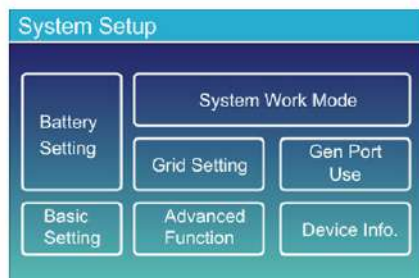 System Setup
System Work Mode
Battery
Setting
Grid Setting
Gen Port
Use
Basic
Setting
Advanced
Function
Device Info.